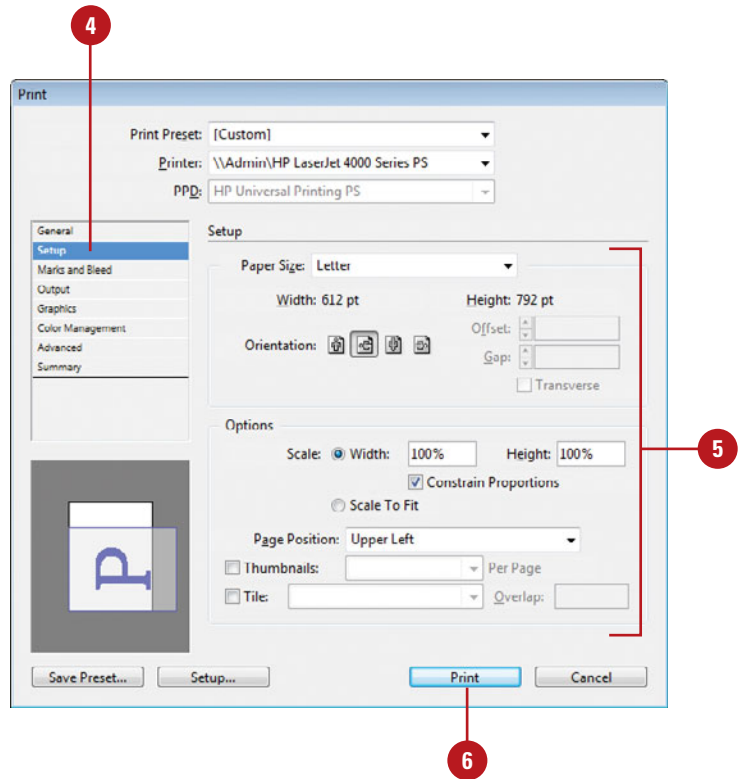 4
Print
Print Preset: [Custom]
Printer: \\Admin\HP LaserJet 4000 Series PS
PPD: HP Universal Printing PS
General
Setup
Marks and Bleed
Output
Graphics
Color Management
Advanced
Summary
Setup
Paper Size: Letter
Width: 612 pt Height: 792 pt
Orientation:
Offset:
Gap:
Transverse
Options
Scale: Width: 100% Height: 100%
Constrain Proportions
Scale To Fit
Page Position: Upper Left
Thumbnails: Per Page
Tile: Overlap:
5
P
Save Preset... Setup... Print Cancel
6